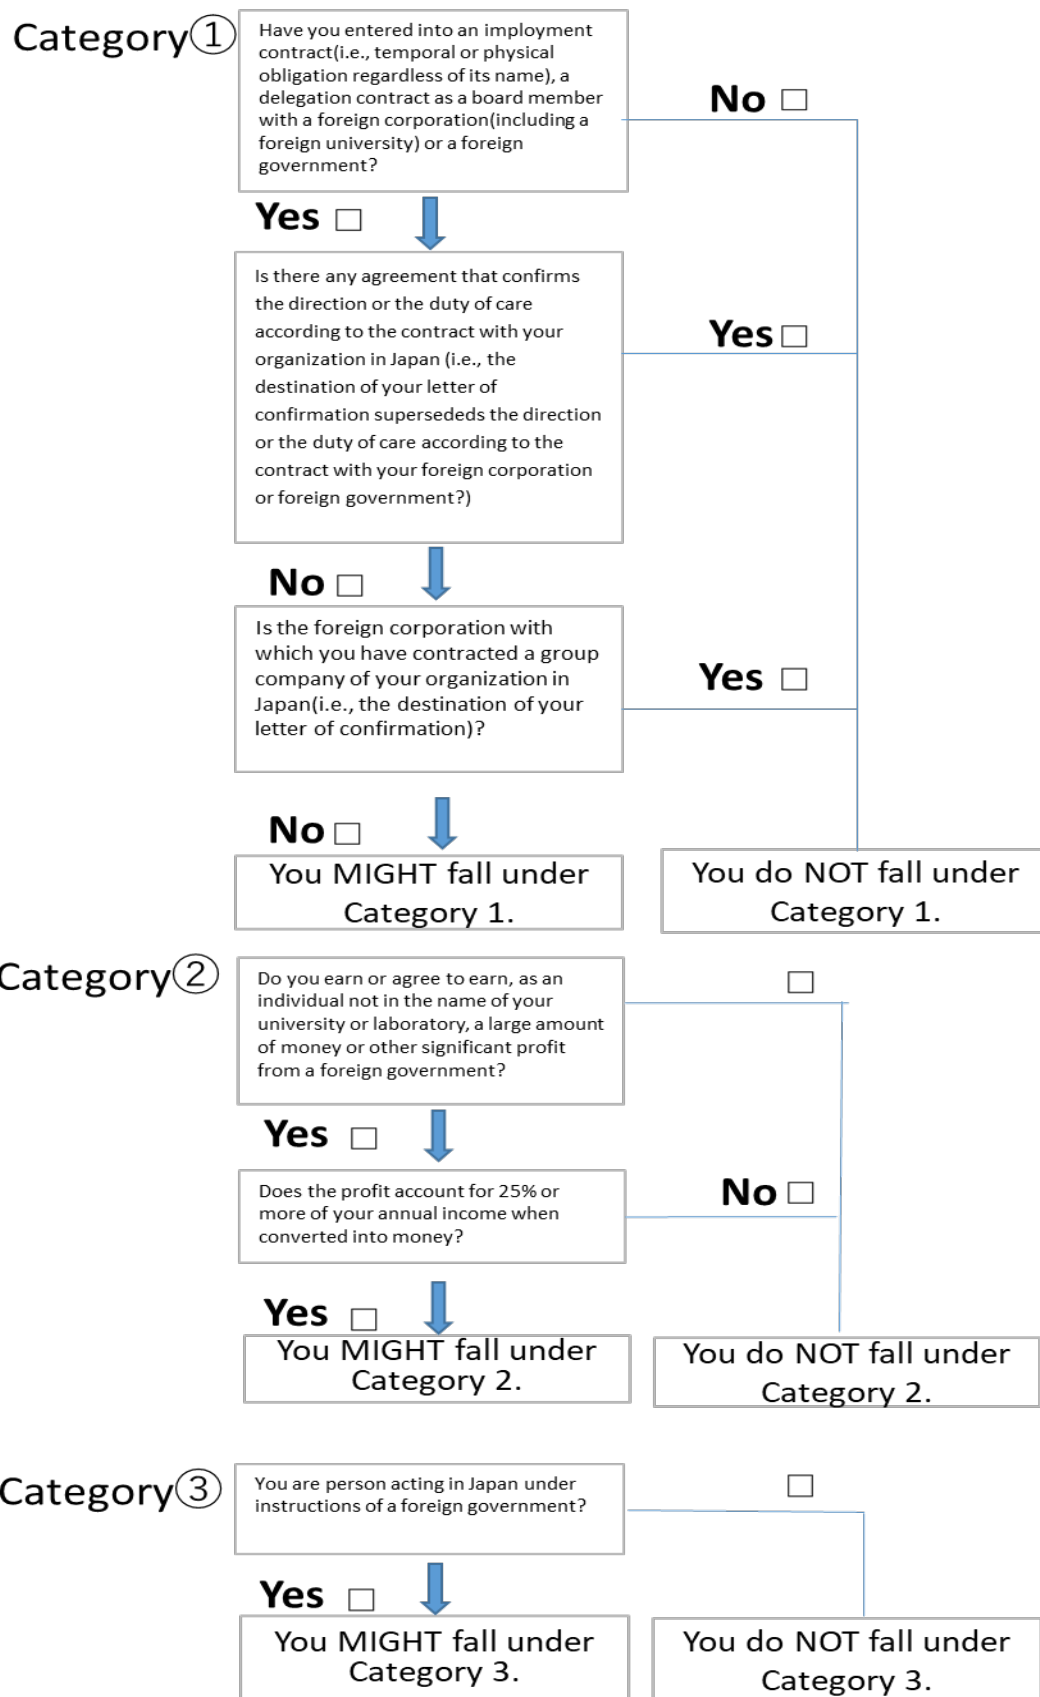 Category①
Have you entered into an imployment
contract(i.e., temporal or physical
obligation regardless of its name), a
delegation contract as a board member
with a foreign corporation(including a
foreign university) or a foreign
government?
No □
Yes □
Is there any agreement that confirms
the direction or the duty of care
according to the contract with your
organization in Japan (i.e., the
destination of your letter of
confirmation supersededs the direction
or the duty of care according to the
contract with your foreign corporation
or foreign government?)
Yes □
No □
Is the foreign corporation with
which you have contracted a group
company of your organization in
Japan(i.e., the destination of your
letter of confirmation)?
Yes □
No □
You MIGHT fall under
Category 1.
You do NOT fall under
Category 1.
Category②
Do you earn or agree to earn, as an
individual not in the name of your
university or laboratory, a large amount
of money or other significant profit
from a foreign government?
□
Yes □
Does the profit account for 25% or
more of your annual income when
converted into money?
No □
Yes □
You MIGHT fall under
Category 2.
You do NOT fall under
Category 2.
Category③
You are person acting in Japan under
instructions of a foreign government?
□
Yes □
You MIGHT fall under
Category 3.
You do NOT fall under
Category 3.